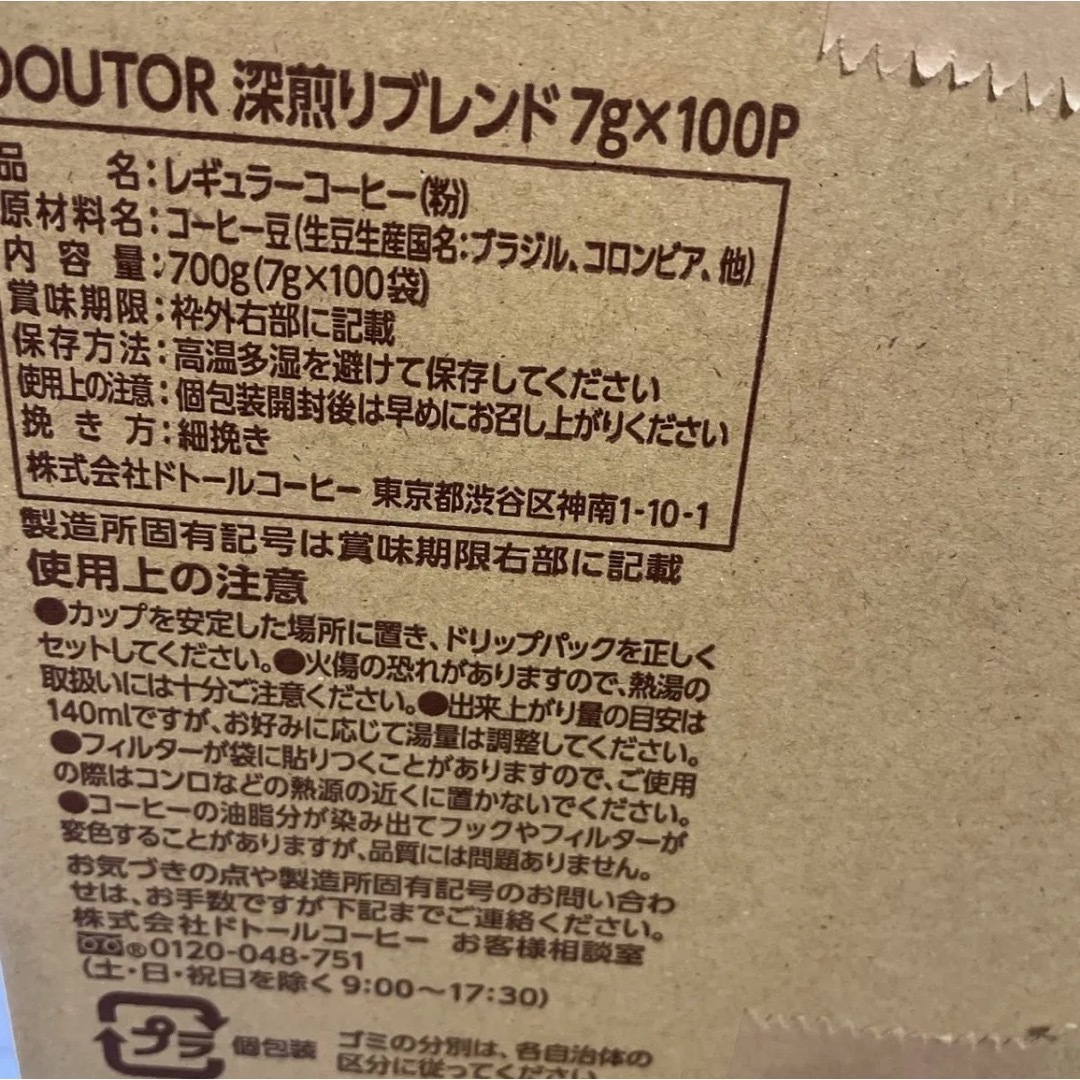 DOUTOR 深煎りブレンド 7g×100P
品名：レギュラーコーヒー(粉)
原材料名：コーヒー豆(生豆生産国名：ブラジル、コロンビア、他)
内容量：700g(7g×100袋)
賞味期限：枠外右部に記載
保存方法：高温多湿を避けて保存してください
使用上の注意：個包装開封後は早めにお召し上がりください
挽き方：細挽き
株式会社ドトールコーヒー 東京都渋谷区神南1-10-1
製造所固有記号は賞味期限右部に記載
使用上の注意
●カップを安定した場所に置き、ドリップパックを正しく
セットしてください。●火傷の恐れがありますので、熱湯の
取扱いには十分ご注意ください。●出来上がり量の目安は
140mlですが、お好みに応じて湯量は調整してください。
●フィルターが袋に貼りつくことがありますので、ご使用
の際はコンロなどの熱源の近くに置かないでください。
●コーヒーの油脂分が染み出てフックやフィルターが
変色することがありますが、品質には問題ありません。
お気づきの点や製造所固有記号のお問い合わ
せは、お手数ですが下記までご連絡ください。
株式会社ドトールコーヒー お客様相談室
®0120-048-751
(土・日・祝日を除く9:00～17:30)
プラ 個包装 ゴミの分別は、各自治体の
区分に従ってください。